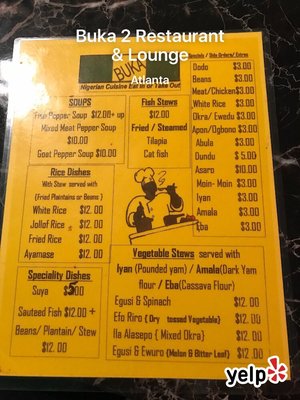 Buka 2 Restaurant
& Lounge
Atlanta
BUKA
Nigerian Cuisine Eat in or Take Out
SOUPS
Fish Pepper Soup $12.00+ up
Mixed Meat Pepper Soup
$10.00
Goat Pepper Soup $10.00
Fish Stews
$12.00
Fried / Steamed
Tilapia
Cat fish
Rice Dishes
With Stew served with
(Fried Plantains or Beans)
White Rice $12.00
Jollof Rice $12.00
Fried Rice $12.00
Ayamase $12.00
Speciality Dishes
Suya $5.00
Sauteed Fish $12.00 +
Beans/ Plantain/ Stew
$12.00
Specials / Side Orders/ Extras
Dodo $3.00
Beans $3.00
Meat/Chicken $3.00
White Rice $3.00
Okra/ Ewedu $3.00
Apon/Ogbono $3.00
Abula $3.00
Dundu $5.00
Asaro $10.00
Moin- Moin $3.00
Iyan $3.00
Amala $3.00
Eba $3.00
Vegetable Stews served with
Iyan (Pounded yam) / Amala(Dark Yam
flour / Eba(Cassava Flour)
Egusi & Spinach $12.00
Efo Riro { Dry tossed Vegetable} $12.00
Ila Alasepo { Mixed Okra} $12.00
Egusi & Ewuro (Melon & Bitter Leaf) $12.00
yelp